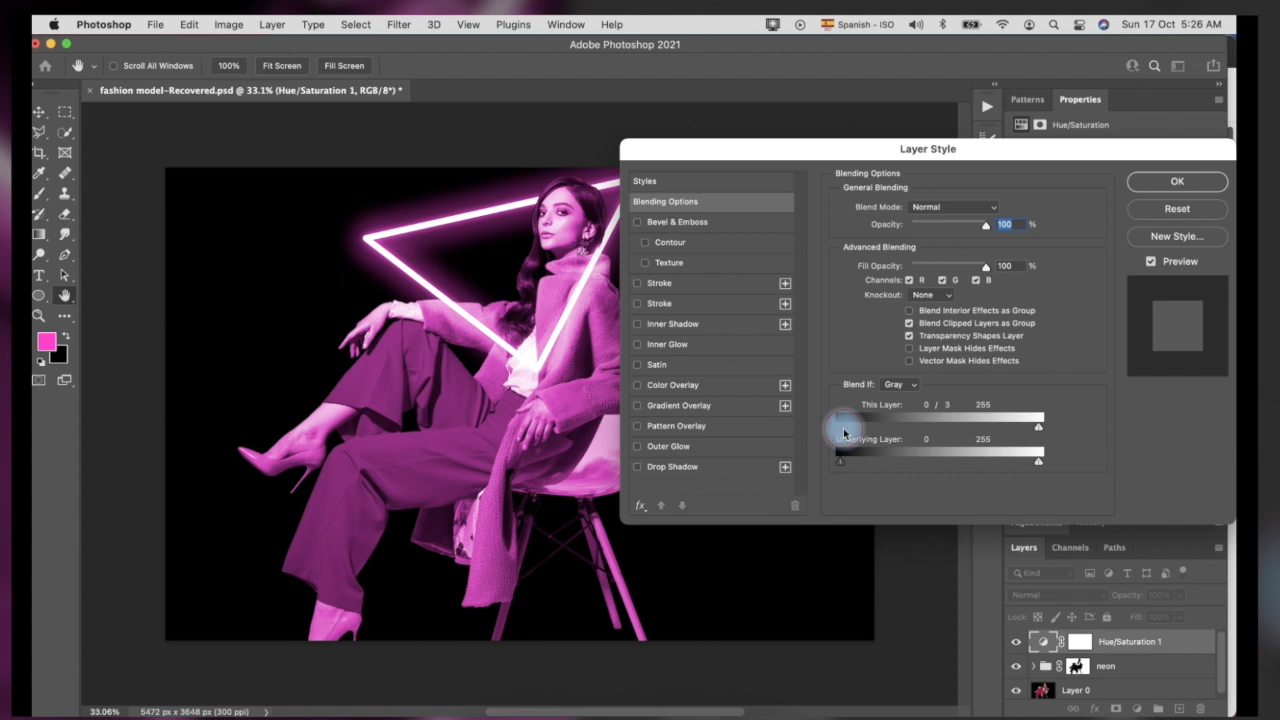 Photoshop File Edit Image Layer Type Select Filter 3D View Plugins Window Help Spanish - ISO Sun 17 Oct 5:26 AM
Adobe Photoshop 2021
Scroll All Windows 100% Fit Screen Fill Screen
× fashion model-Recovered.psd @ 33.1% (Hue/Saturation 1, RGB/8*) *
Patterns Properties
Hue/Saturation
Layer Style
Styles
Blending Options
Bevel & Emboss
Contour
Texture
Stroke
Stroke
Inner Shadow
Inner Glow
Satin
Color Overlay
Gradient Overlay
Pattern Overlay
Outer Glow
Drop Shadow
fx
Blending Options
General Blending
Blend Mode: Normal
Opacity: 100 %
Advanced Blending
Fill Opacity: 100 %
Channels: R G B
Knockout: None
Blend Interior Effects as Group
Blend Clipped Layers as Group
Transparency Shapes Layer
Layer Mask Hides Effects
Vector Mask Hides Effects
Blend If: Gray
This Layer: 0 / 3 255
Layer: 0 255
OK
Reset
New Style...
Preview
Layers Channels Paths
Kind
Normal Opacity: 100%
Lock: Fill: 100%
Hue/Saturation 1
neon
Layer 0
fx
33.06% 5472 px x 3648 px (300 ppi)